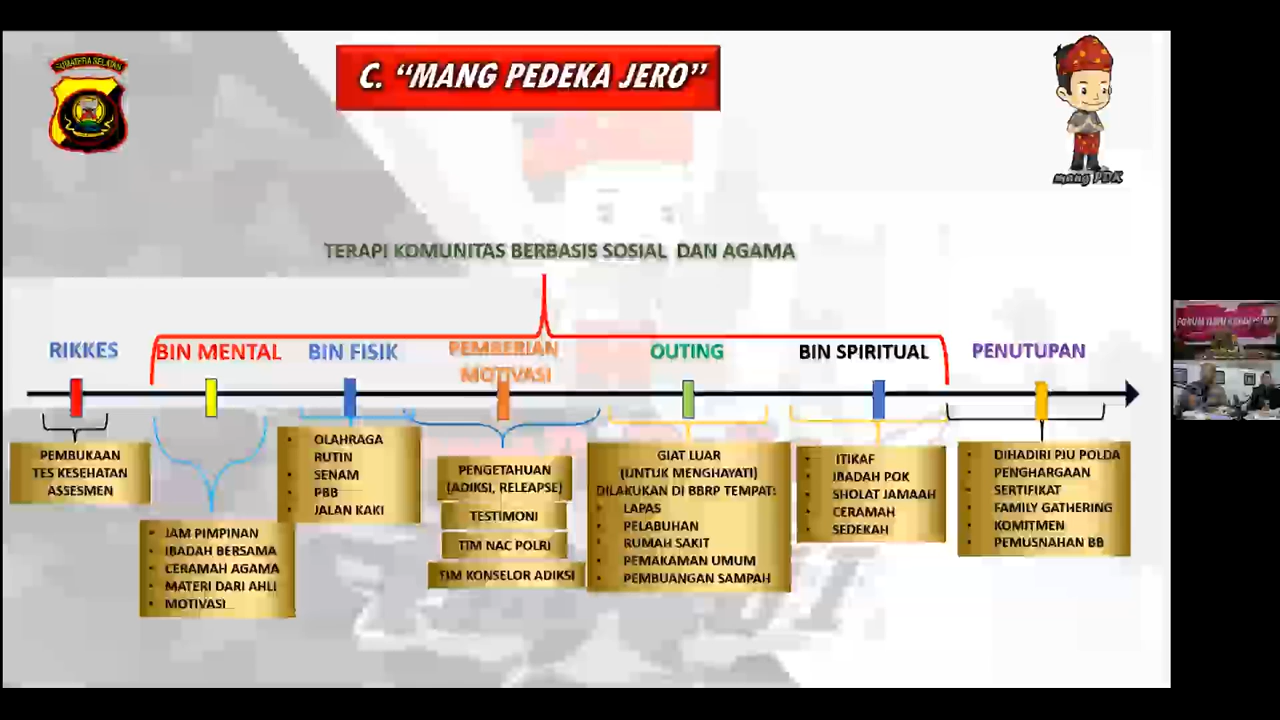 SUMATERA SELATAN
C. “MANG PEDEKA JERO”
mang PDK
TERAPI KOMUNITAS BERBASIS SOSIAL DAN AGAMA
RIKKES
BIN MENTAL
BIN FISIK
PEMBERIAN
MOTIVASI
OUTING
BIN SPIRITUAL
PENUTUPAN
PEMBUKAAN
TES KESEHATAN
ASSESMEN
• JAM PIMPINAN
• IBADAH BERSAMA
• CERAMAH AGAMA
• MATERI DARI AHLI
• MOTIVASI
• OLAHRAGA
RUTIN
• SENAM
• PBB
• JALAN KAKI
PENGETAHUAN
(ADIKSI, RELEAPSE)
TESTIMONI
TIM NAC POLRI
TIM KONSELOR ADIKSI
GIAT LUAR
(UNTUK MENGHAYATI)
DILAKUKAN DI BBRP TEMPAT:
• LAPAS
• PELABUHAN
• RUMAH SAKIT
• PEMAKAMAN UMUM
• PEMBUANGAN SAMPAH
• ITIKAF
• IBADAH POK
• SHOLAT JAMAAH
• CERAMAH
• SEDEKAH
• DIHADIRI PJU POLDA
• PENGHARGAAN
• SERTIFIKAT
• FAMILY GATHERING
• KOMITMEN
• PEMUSNAHAN BB